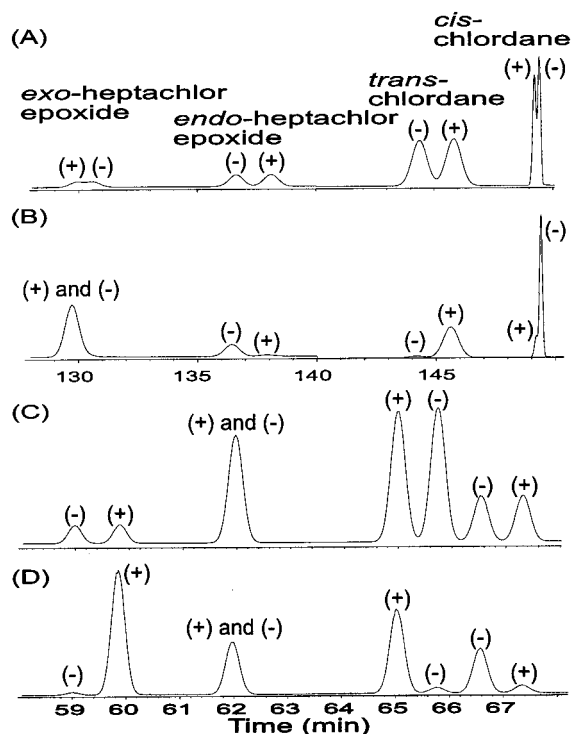 (A)
cis-
chlordane
(+) (-)
trans-
chlordane
(-) (+)
exo-heptachlor
epoxide
(+) (-)
endo-heptachlor
epoxide
(-) (+)
(B)
(+) and (-)
(-)
(+)
(-)
(+)
(+)
(-)
130 135 140 145
(C)
(-) (+)
(+) and (-)
(+) (-)
(-) (+)
(D)
(-)
(+)
(+) and (-)
(+)
(-)
(-)
(+)
59 60 61 62 63 64 65 66 67
Time (min)